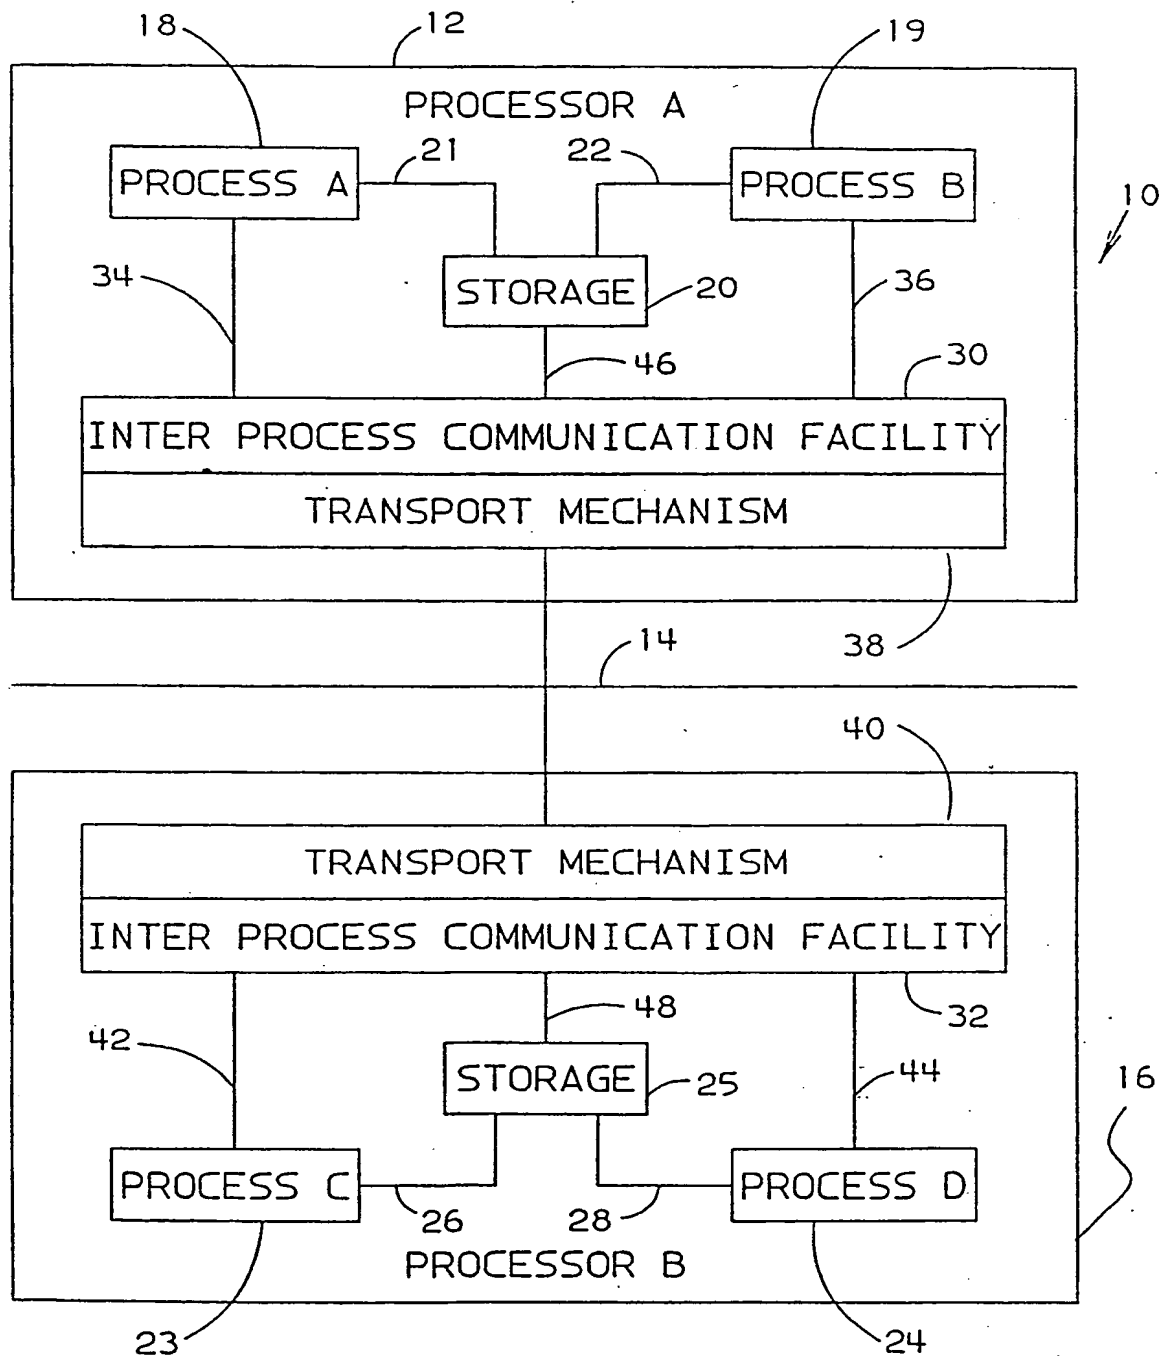 18
12
19
PROCESSOR A
21
22
PROCESS A
PROCESS B
10
34
STORAGE
20
36
46
30
INTER PROCESS COMMUNICATION FACILITY
TRANSPORT MECHANISM
14
38
40
TRANSPORT MECHANISM
INTER PROCESS COMMUNICATION FACILITY
48
32
42
STORAGE
25
44
16
PROCESS C
PROCESS D
26
28
PROCESSOR B
23
24